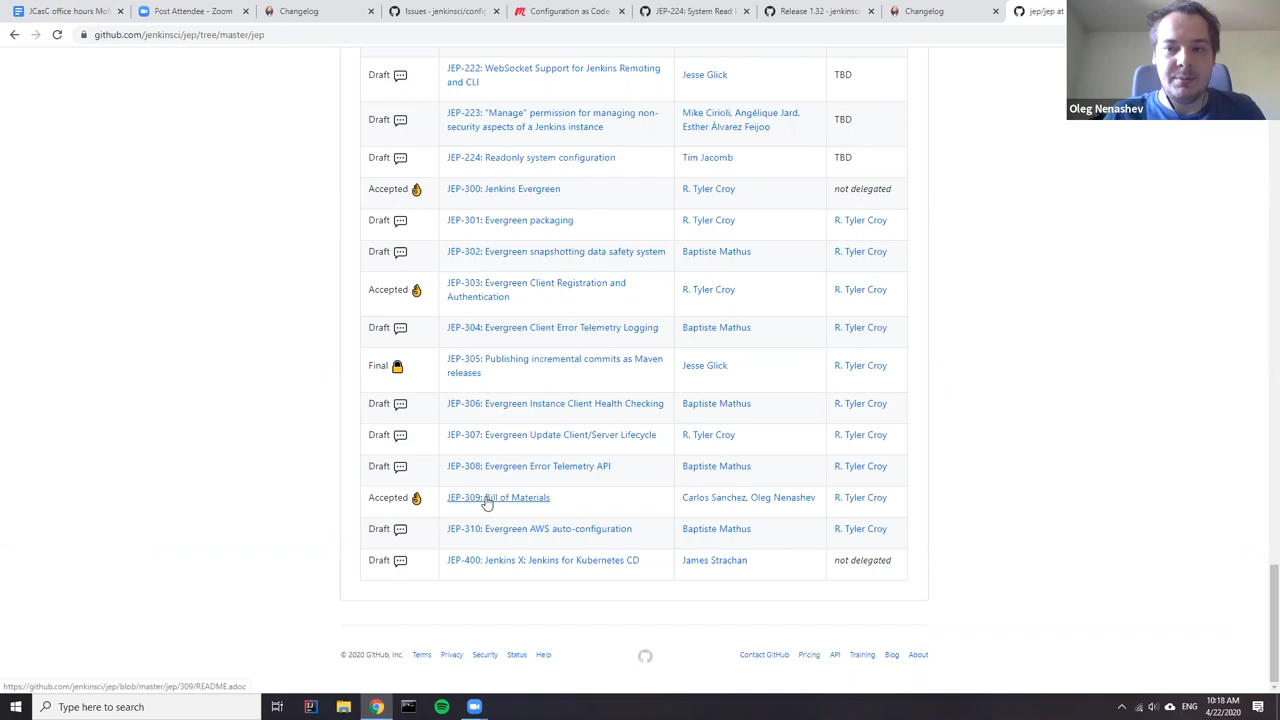 JCasC office hours M
Post Attendee - Zoom
Changelog
Issues · jenkinsci/config
Configuration as Code
JEP-224: System Read
Release 1.32 · jenkinsci
Changelog
jep/jep at
github.com/jenkinsci/jep/tree/master/jep
Oleg Nenashev
Draft JEP-222: WebSocket Support for Jenkins Remoting Jesse Glick TBD
and CLI
Draft JEP-223: "Manage" permission for managing non- Mike Cirioli, Angélique Jard, TBD
security aspects of a Jenkins instance Esther Álvarez Feijoo
Draft JEP-224: Readonly system configuration Tim Jacomb TBD
Accepted JEP-300: Jenkins Evergreen R. Tyler Croy not delegated
Draft JEP-301: Evergreen packaging R. Tyler Croy R. Tyler Croy
Draft JEP-302: Evergreen snapshotting data safety system Baptiste Mathus R. Tyler Croy
Accepted JEP-303: Evergreen Client Registration and R. Tyler Croy R. Tyler Croy
Authentication
Draft JEP-304: Evergreen Client Error Telemetry Logging Baptiste Mathus R. Tyler Croy
Final JEP-305: Publishing incremental commits as Maven Jesse Glick R. Tyler Croy
releases
Draft JEP-306: Evergreen Instance Client Health Checking Baptiste Mathus R. Tyler Croy
Draft JEP-307: Evergreen Update Client/Server Lifecycle R. Tyler Croy R. Tyler Croy
Draft JEP-308: Evergreen Error Telemetry API Baptiste Mathus R. Tyler Croy
Accepted JEP-309: Bill of Materials Carlos Sanchez, Oleg Nenashev R. Tyler Croy
Draft JEP-310: Evergreen AWS auto-configuration Baptiste Mathus R. Tyler Croy
Draft JEP-400: Jenkins X: Jenkins for Kubernetes CD James Strachan not delegated
© 2020 GitHub, Inc. Terms Privacy Security Status Help Contact GitHub Pricing API Training Blog About
https://github.com/jenkinsci/jep/blob/master/jep/309/README.adoc
Type here to search
10:18 AM
4/22/2020